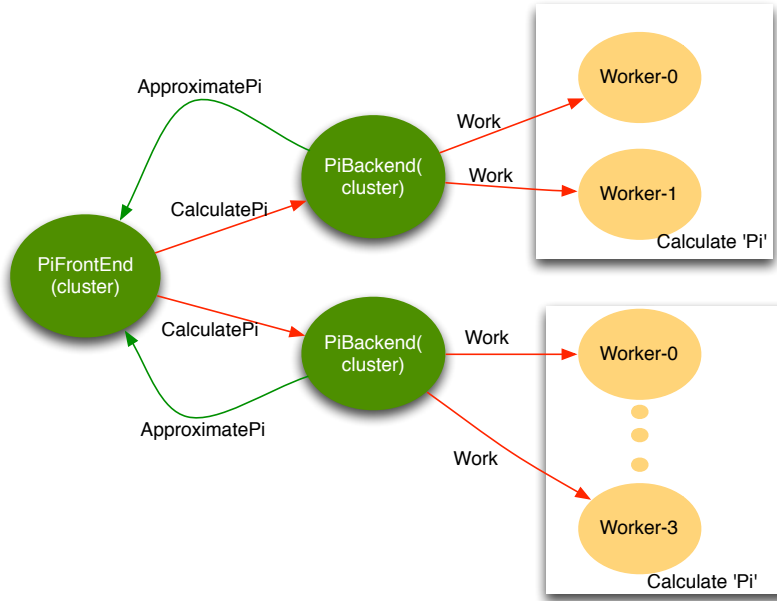 ApproximatePi
PiBackend(
cluster)
Work
Worker-0
Work
Worker-1
Calculate 'Pi'
CalculatePi
PiFrontEnd
(cluster)
CalculatePi
PiBackend(
cluster)
ApproximatePi
Work
Worker-0
Work
Worker-3
Calculate 'Pi'